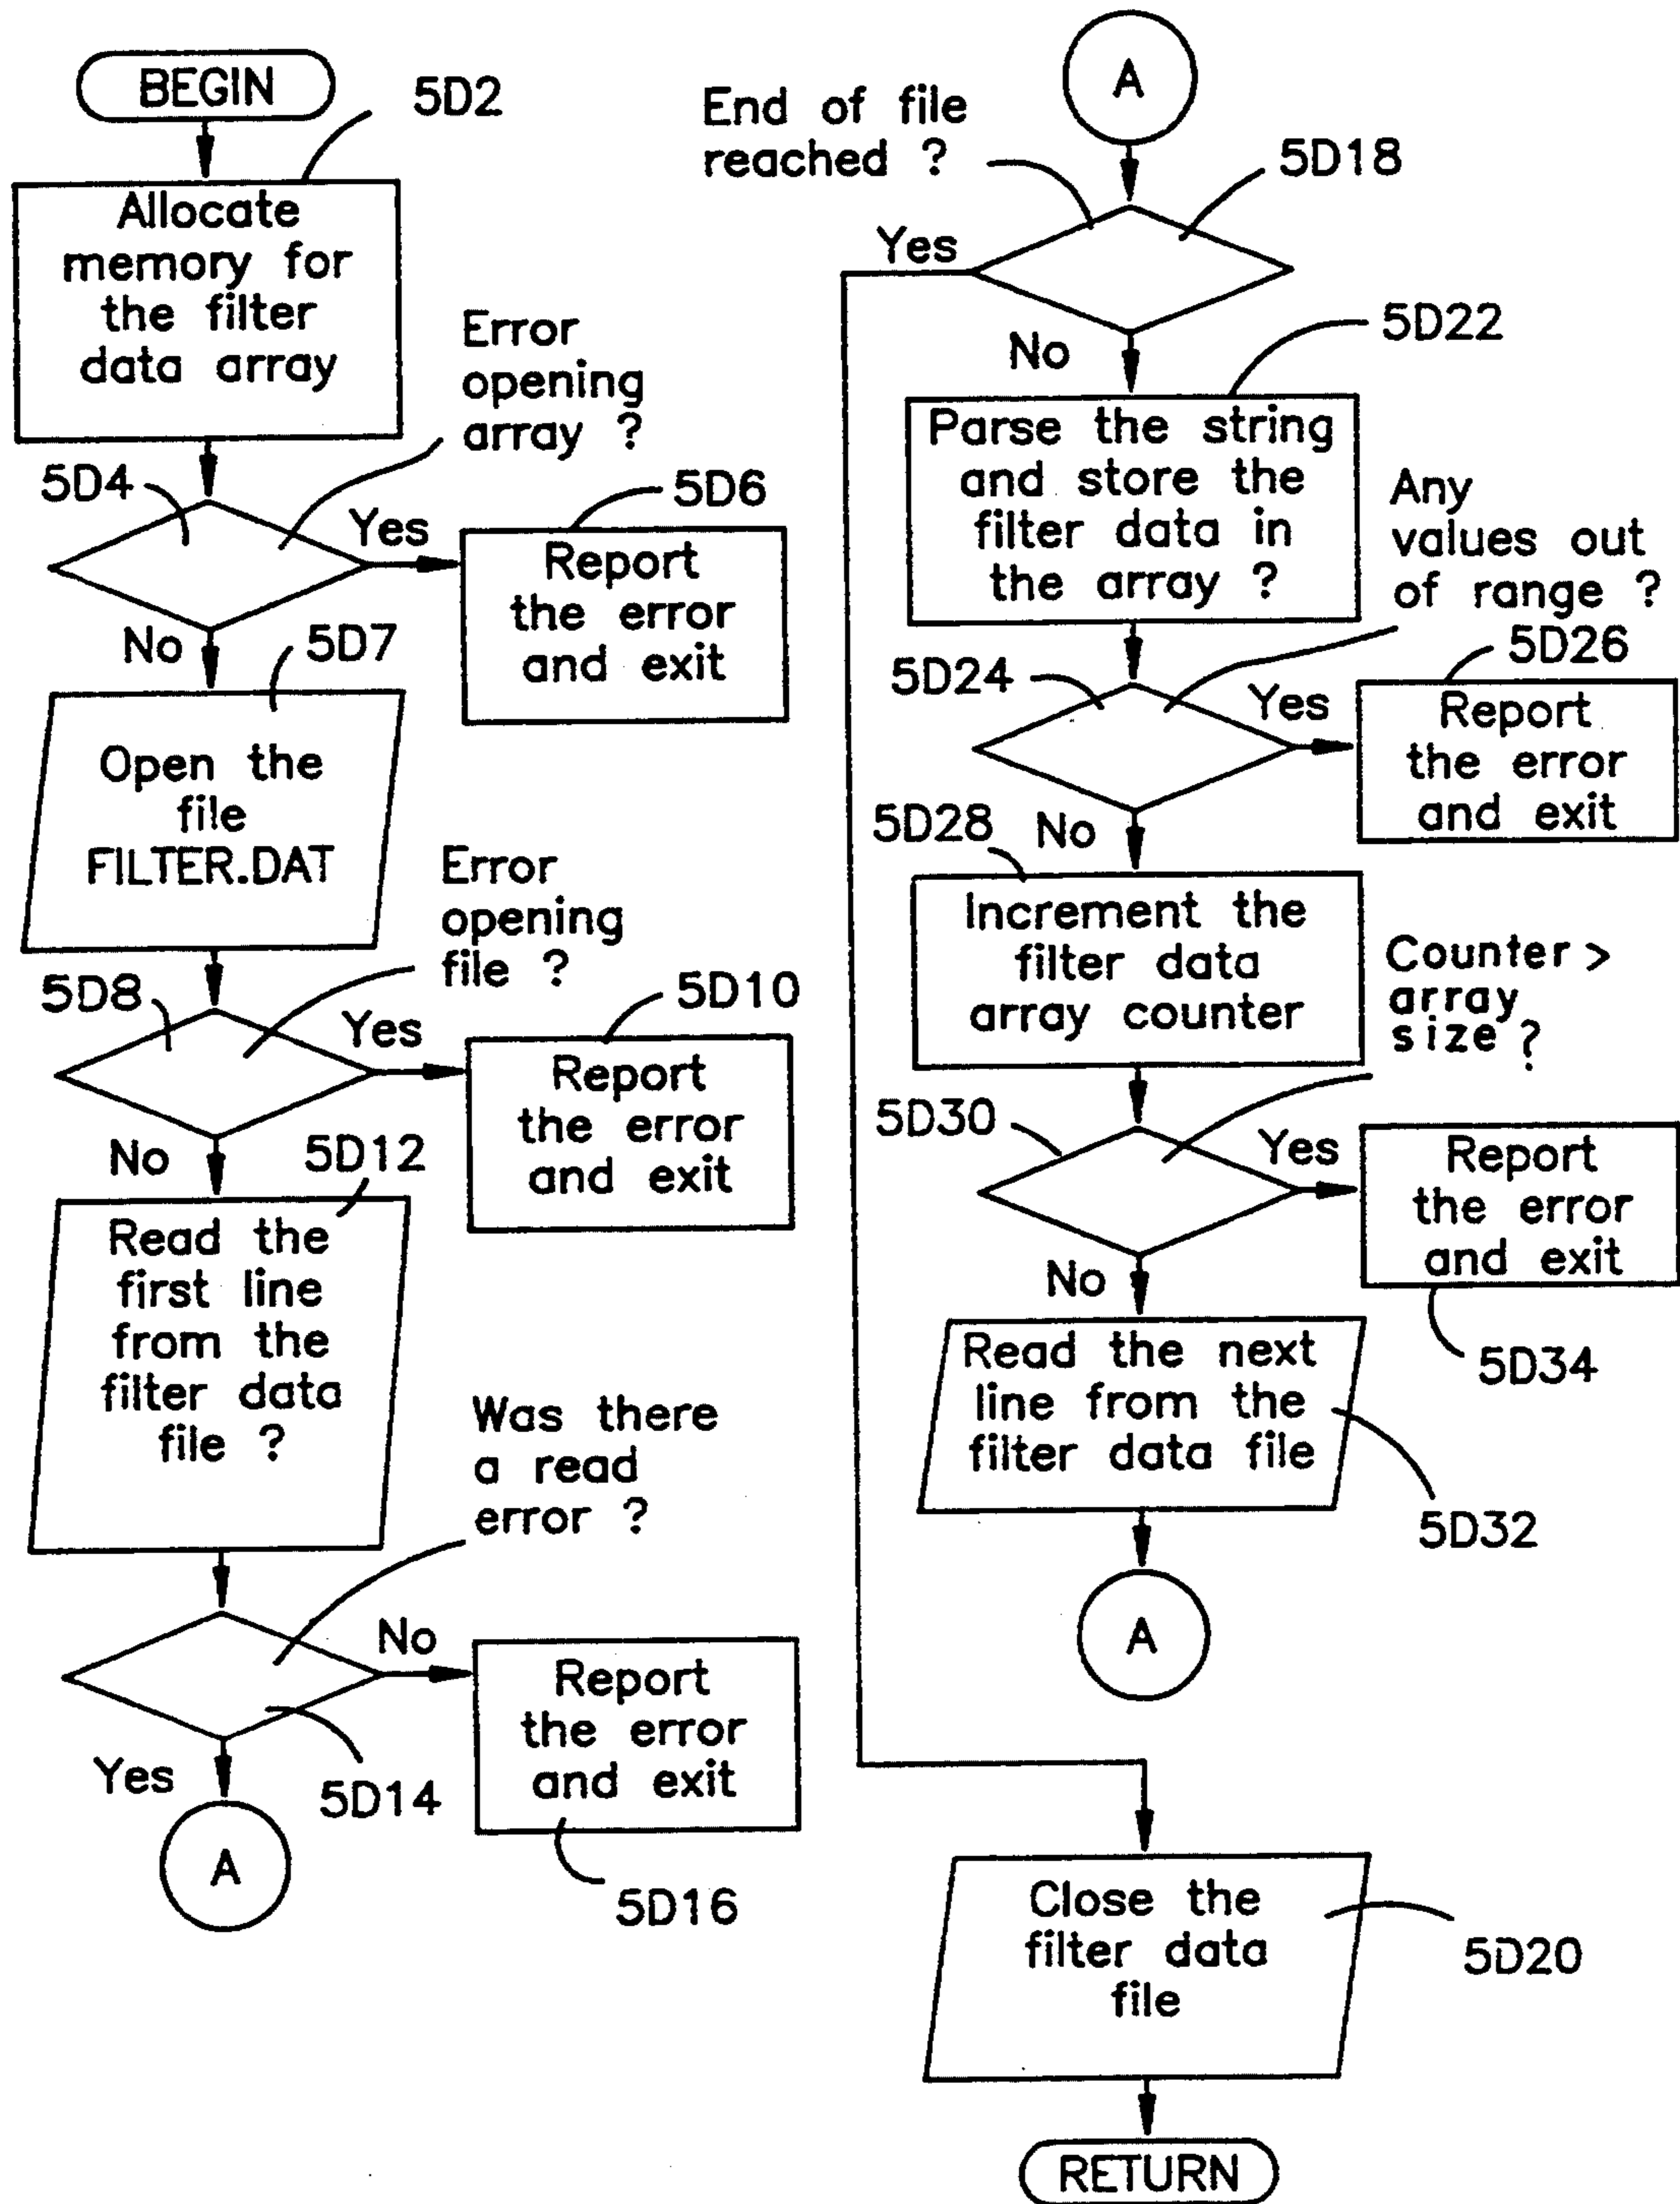 BEGIN
5D2
Allocate
memory for
the filter
data array
Error
opening
array ?
5D4
Yes
5D6
Report
the error
and exit
No
5D7
Open the
file
FILTER.DAT
Error
opening
file ?
5D8
Yes
5D10
Report
the error
and exit
No
5D12
Read the
first line
from the
filter data
file ?
Was there
a read
error ?
No
Report
the error
and exit
Yes
5D14
5D16
A
A
End of file
reached ?
5D18
Yes
No
5D22
Parse the string
and store the
filter data in
the array ?
Any
values out
of range ?
5D24
Yes
5D26
Report
the error
and exit
5D28
No
Increment the
filter data
array counter
Counter >
array
size ?
5D30
Yes
Report
the error
and exit
No
5D34
Read the next
line from the
filter data file
5D32
A
Close the
filter data
file
5D20
RETURN